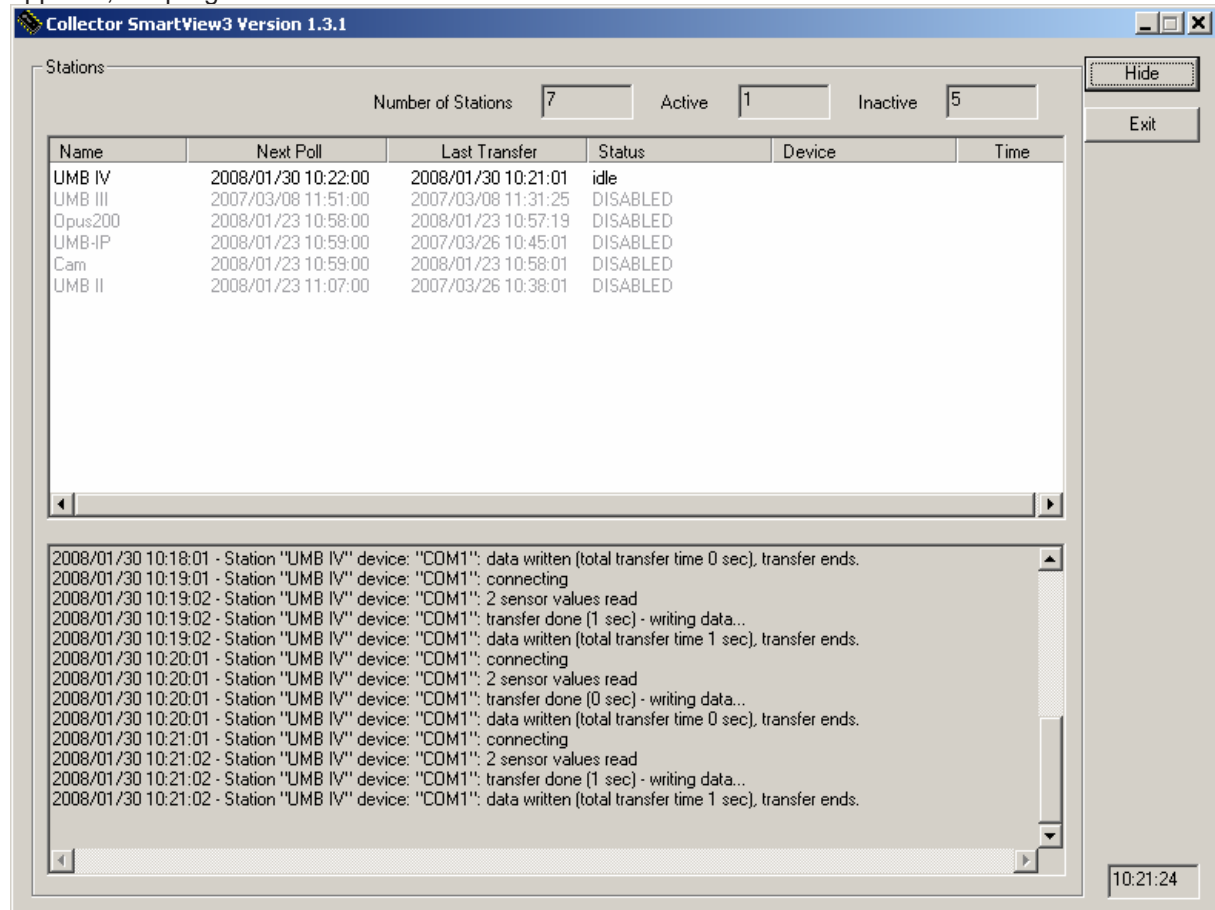 Collector SmartView3 Version 1.3.1
Stations
Number of Stations 7 Active 1 Inactive 5
Hide
Exit
Name Next Poll Last Transfer Status Device Time
UMB IV 2008/01/30 10:22:00 2008/01/30 10:21:01 idle
UMB III 2007/03/08 11:51:00 2007/03/08 11:31:25 DISABLED
Opus200 2008/01/23 10:58:00 2008/01/23 10:57:19 DISABLED
UMB-IP 2008/01/23 10:59:00 2007/03/26 10:45:01 DISABLED
Cam 2008/01/23 10:59:00 2008/01/23 10:58:01 DISABLED
UMB II 2008/01/23 11:07:00 2007/03/26 10:38:01 DISABLED
2008/01/30 10:18:01 - Station "UMB IV" device: "COM1": data written (total transfer time 0 sec), transfer ends.
2008/01/30 10:19:01 - Station "UMB IV" device: "COM1": connecting
2008/01/30 10:19:02 - Station "UMB IV" device: "COM1": 2 sensor values read
2008/01/30 10:19:02 - Station "UMB IV" device: "COM1": transfer done (1 sec) - writing data...
2008/01/30 10:19:02 - Station "UMB IV" device: "COM1": data written (total transfer time 1 sec), transfer ends.
2008/01/30 10:20:01 - Station "UMB IV" device: "COM1": connecting
2008/01/30 10:20:01 - Station "UMB IV" device: "COM1": 2 sensor values read
2008/01/30 10:20:01 - Station "UMB IV" device: "COM1": transfer done (0 sec) - writing data...
2008/01/30 10:20:01 - Station "UMB IV" device: "COM1": data written (total transfer time 0 sec), transfer ends.
2008/01/30 10:21:01 - Station "UMB IV" device: "COM1": connecting
2008/01/30 10:21:02 - Station "UMB IV" device: "COM1": 2 sensor values read
2008/01/30 10:21:02 - Station "UMB IV" device: "COM1": transfer done (1 sec) - writing data...
2008/01/30 10:21:02 - Station "UMB IV" device: "COM1": data written (total transfer time 1 sec), transfer ends.
10:21:24